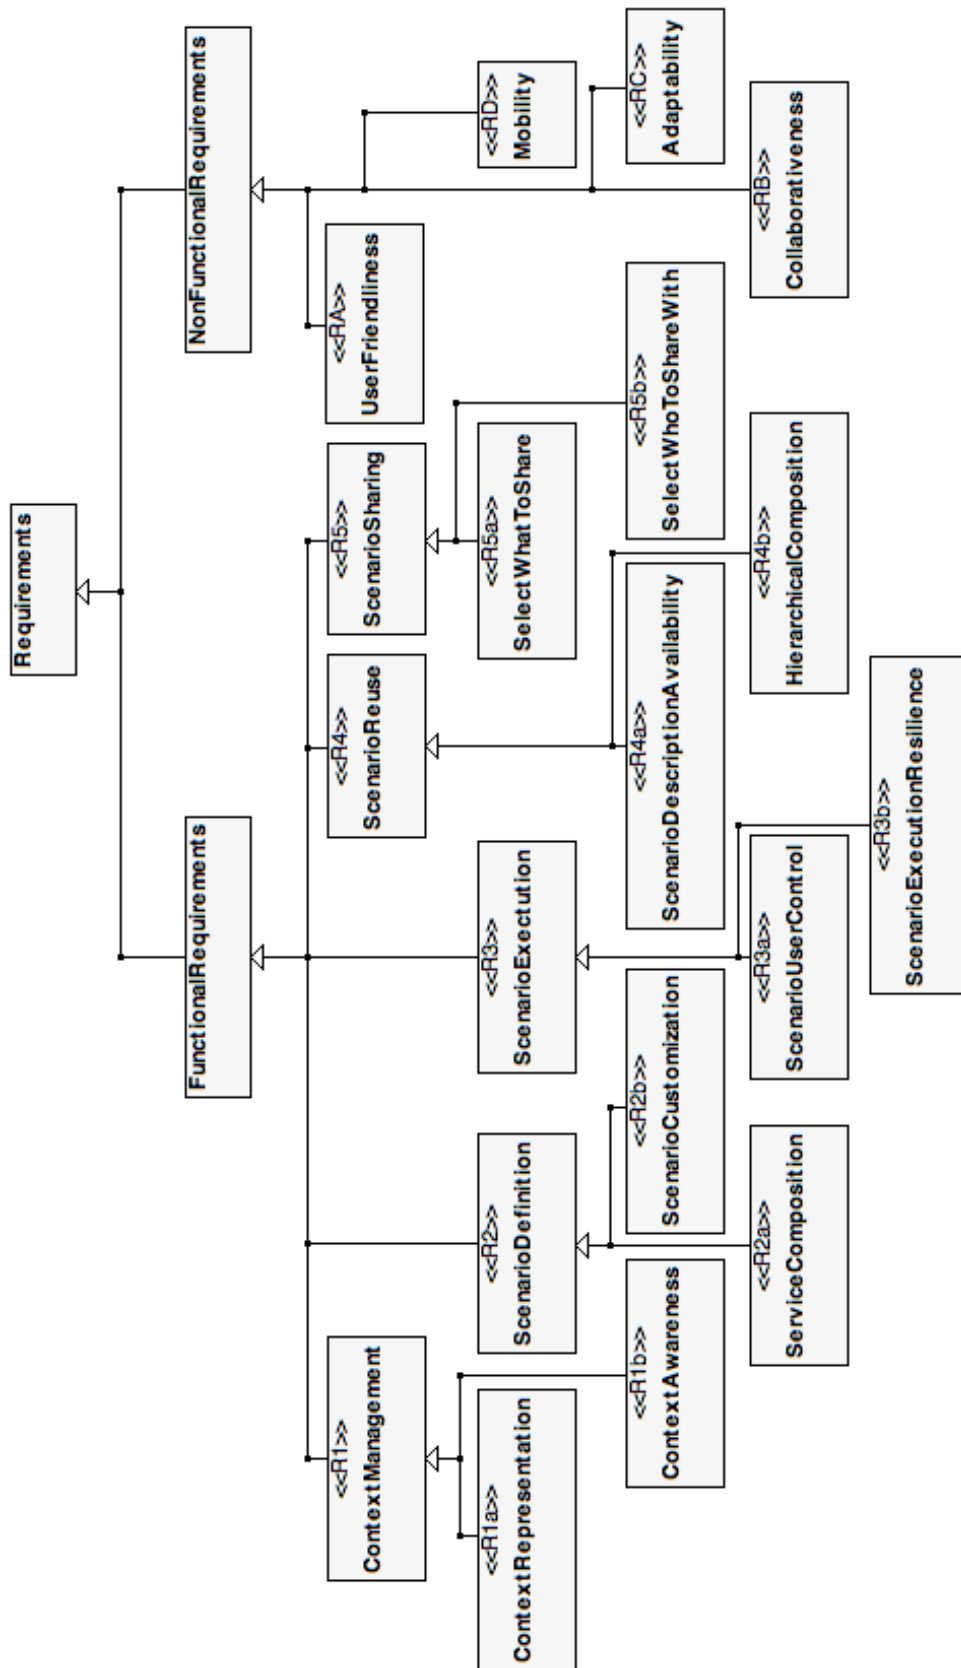 Requirements
FunctionalRequirements
NonFunctionalRequirements
<<R1>>
ContextManagement
<<R4>>
ScenarioReuse
<<R5>>
ScenarioSharing
<<RA>>
UserFriendliness
<<R1a>>
ContextRepresentation
<<R2>>
ScenarioDefinition
<<R3>>
ScenarioExectution
<<R5a>>
SelectWhatToShare
<<RD>>
Mobility
<<R1b>>
ContextAwareness
<<R2b>>
ScenarioCustomization
<<R4a>>
ScenarioDescriptionAvailability
<<R5b>>
SelectWhoToShareWith
<<RC>>
Adaptability
<<R2a>>
ServiceComposition
<<R3a>>
ScenarioUserControl
<<R4b>>
HierarchicalComposition
<<RB>>
Collaborativeness
<<R3b>>
ScenarioExecutionResilience